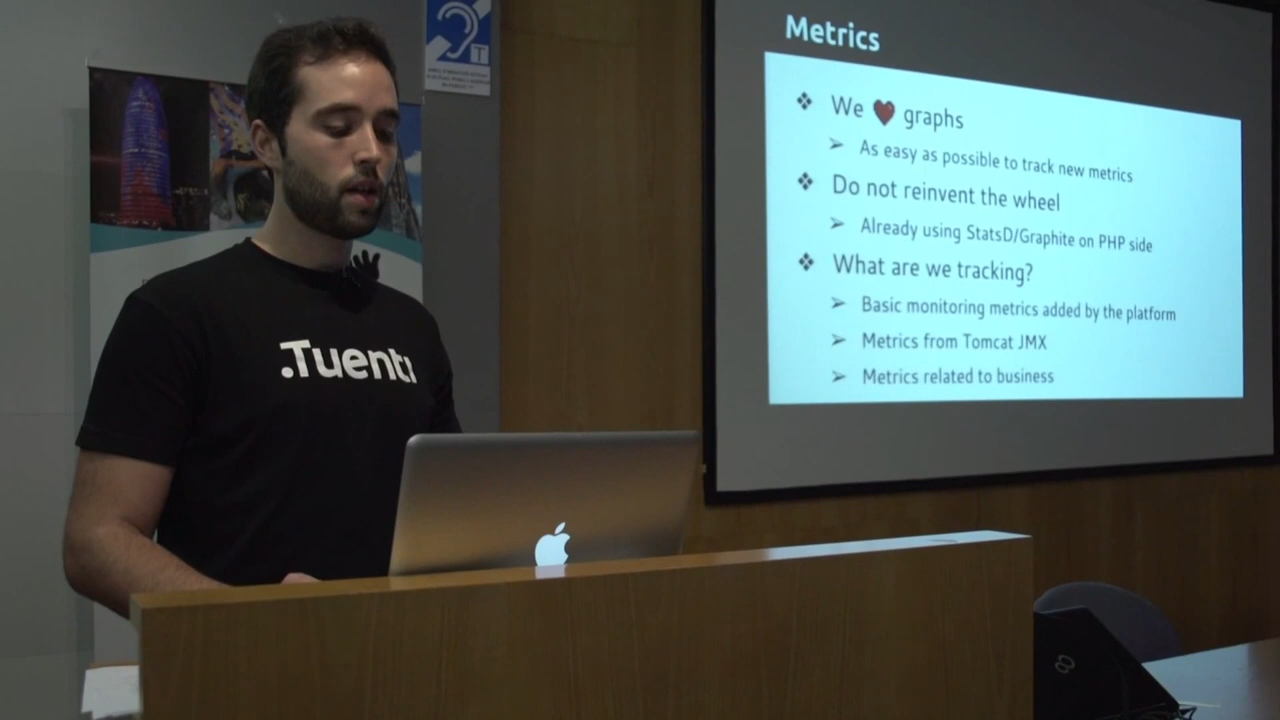 Metrics
We ❤ graphs
As easy as possible to track new metrics
Do not reinvent the wheel
Already using StatsD/Graphite on PHP side
What are we tracking?
Basic monitoring metrics added by the platform
Metrics from Tomcat JMX
Metrics related to business
.Tuenti
T